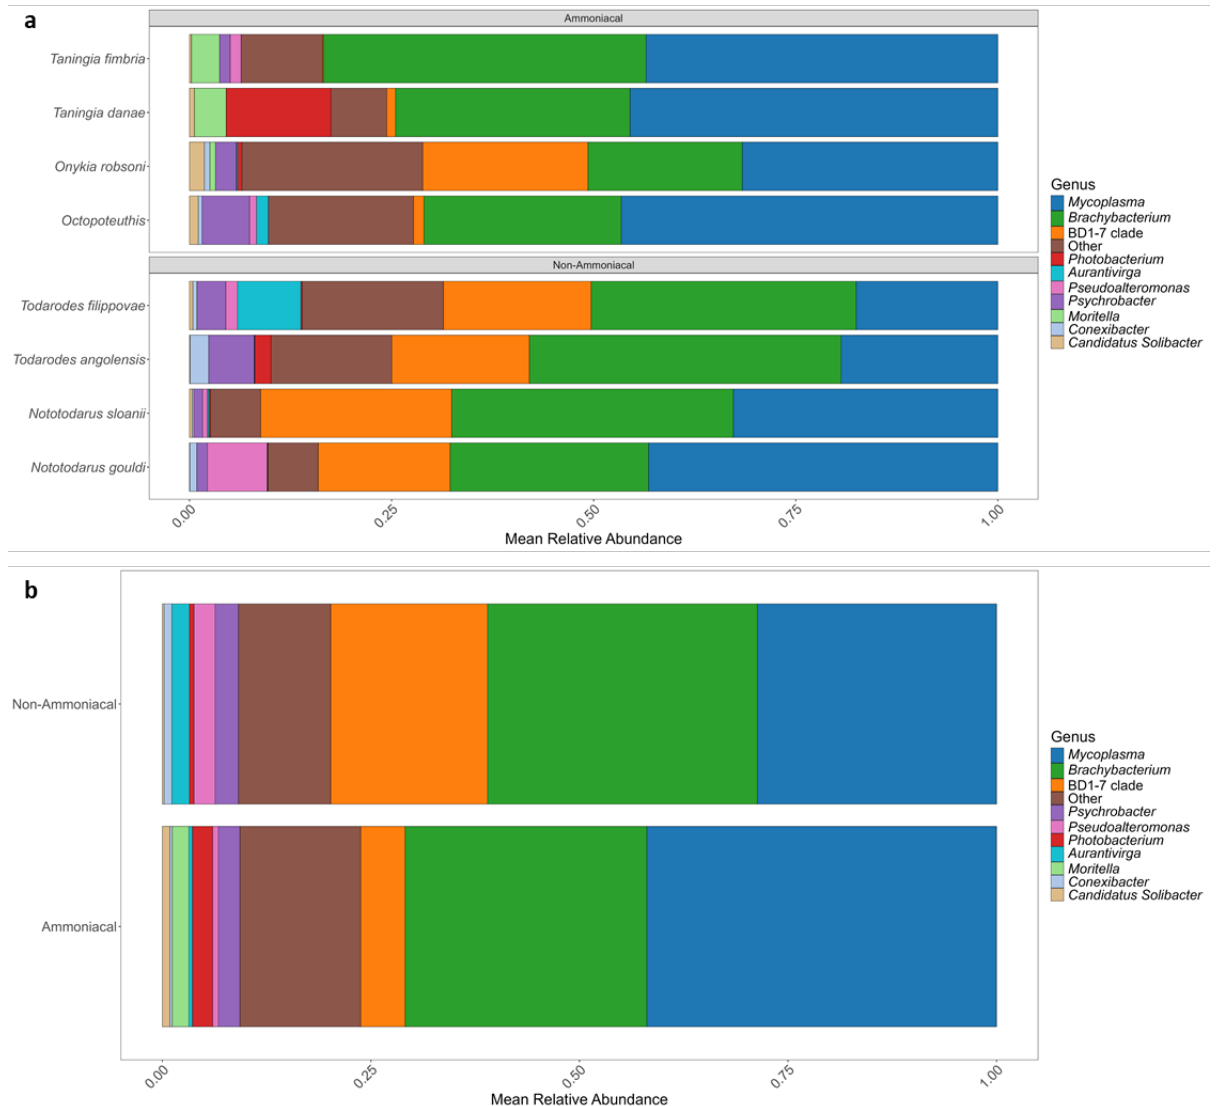 a
Ammoniacal
Taningia fimbria
Taningia danae
Onykia robsoni
Octopoteuthis
Non-Ammoniacal
Todarodes filippovae
Todarodes angolensis
Nototodarus sloanii
Nototodarus gouldi
0.00 0.25 0.50 0.75 1.00
Mean Relative Abundance
Genus
Mycoplasma
Brachybacterium
BD1-7 clade
Other
Photobacterium
Aurantivirga
Pseudoalteromonas
Psychrobacter
Moritella
Conexibacter
Candidatus Solibacter
b
Non-Ammoniacal
Ammoniacal
0.00 0.25 0.50 0.75 1.00
Mean Relative Abundance
Genus
Mycoplasma
Brachybacterium
BD1-7 clade
Other
Psychrobacter
Pseudoalteromonas
Photobacterium
Aurantivirga
Moritella
Conexibacter
Candidatus Solibacter